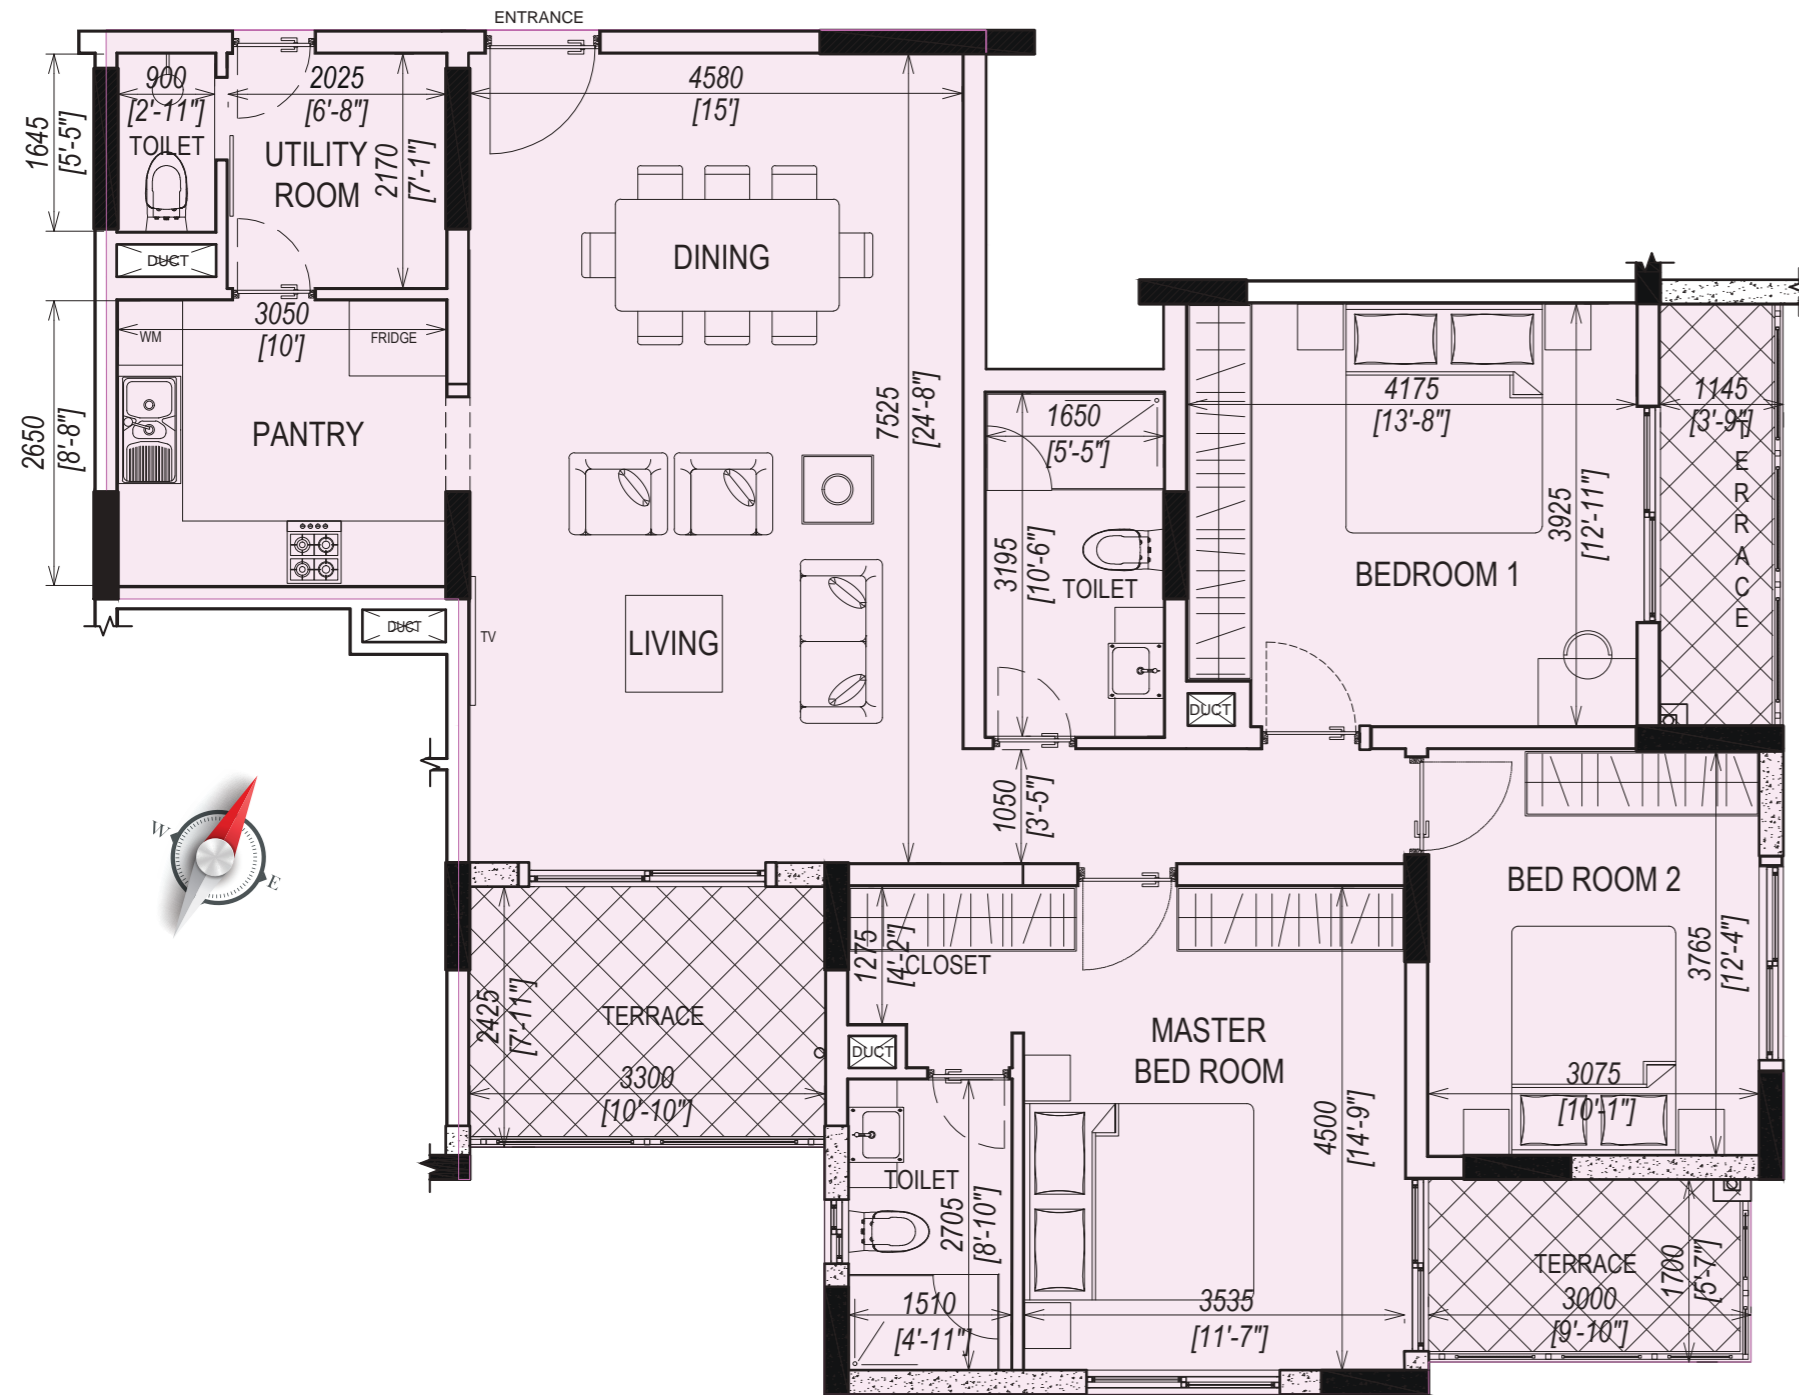 ENTRANCE
900
[2'-11"]
TOILET
2025
[6'-8"]
UTILITY
ROOM
1645
[5'-5"]
2170
[7'-1"]
4580
[15']
DINING
DUCT
3050
[10']
WM
FRIDGE
PANTRY
2650
[8'-8"]
7525
[24'-8"]
1650
[5'-5"]
3195
[10'-6"]
TOILET
4175
[13'-8"]
3925
[12'-11"]
BEDROOM 1
1145
[3'-9"]
TERRACE
DUCT
TV
LIVING
DUCT
1050
[3'-5"]
W
E
BED ROOM 2
3765
[12'-4"]
3075
[10'-1"]
1275
[4'-2"]
CLOSET
2425
[7'-11"]
TERRACE
3300
[10'-10"]
DUCT
MASTER
BED ROOM
4500
[14'-9"]
TOILET
2705
[8'-10"]
1510
[4'-11"]
3535
[11'-7"]
TERRACE
1700
[5'-7"]
3000
[9'-10"]